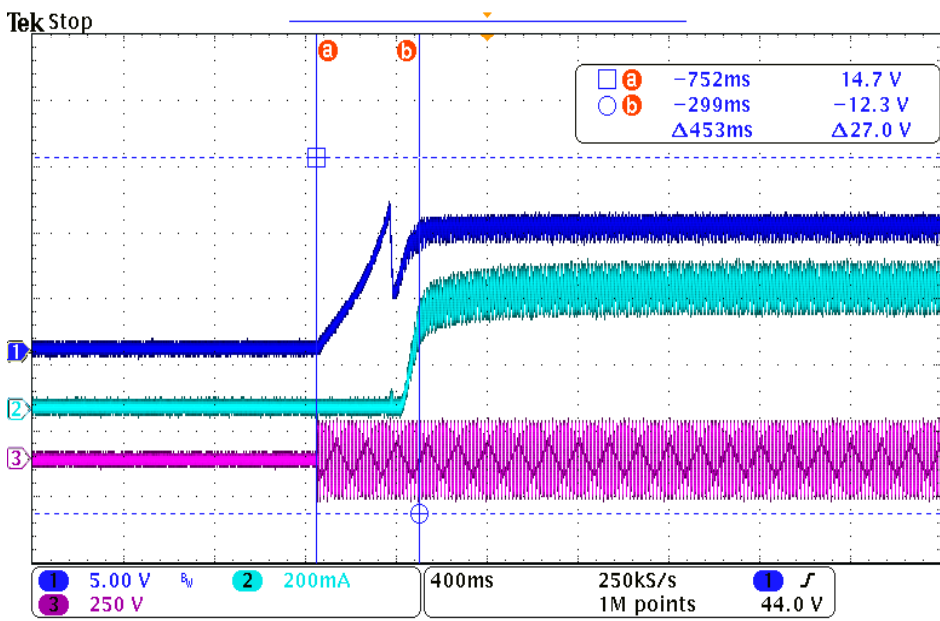 Tek Stop
a b
a −752ms 14.7 V
b −299ms −12.3 V
Δ453ms Δ27.0 V
1
2
3
1 5.00 V BW 2 200mA
3 250 V
400ms 250kS/s 1 ʃ
1M points 44.0 V